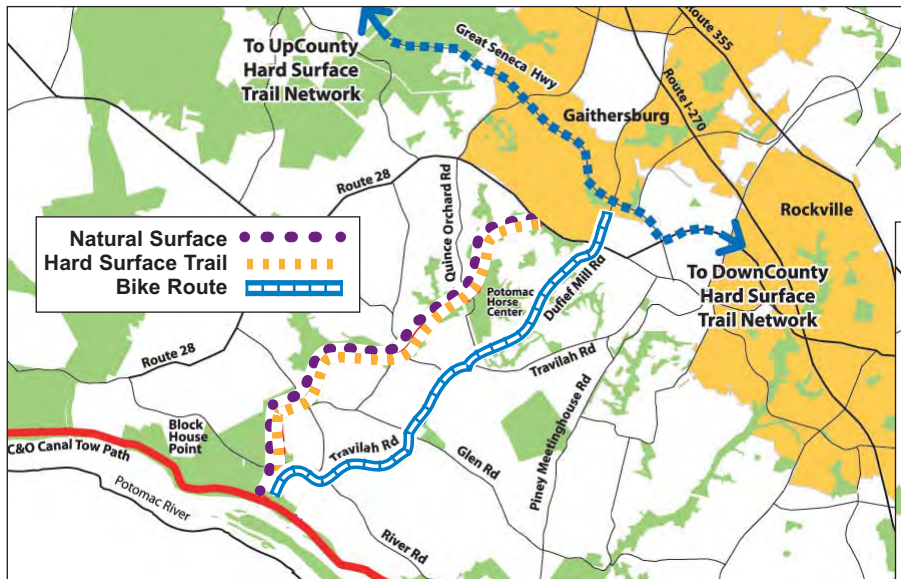 To UpCounty
Hard Surface
Trail Network
Great Seneca Hwy
Route 355
Route I-270
Gaithersburg
Rockville
Route 28
Quince Orchard Rd
Natural Surface
Hard Surface Trail
Bike Route
Potomac
Horse
Center
Dufief Mill Rd
To DownCounty
Hard Surface
Trail Network
Route 28
Travilah Rd
Piney Meetinghouse Rd
Block
House
Point
C&O Canal Tow Path
Travilah Rd
Glen Rd
Potomac River
River Rd